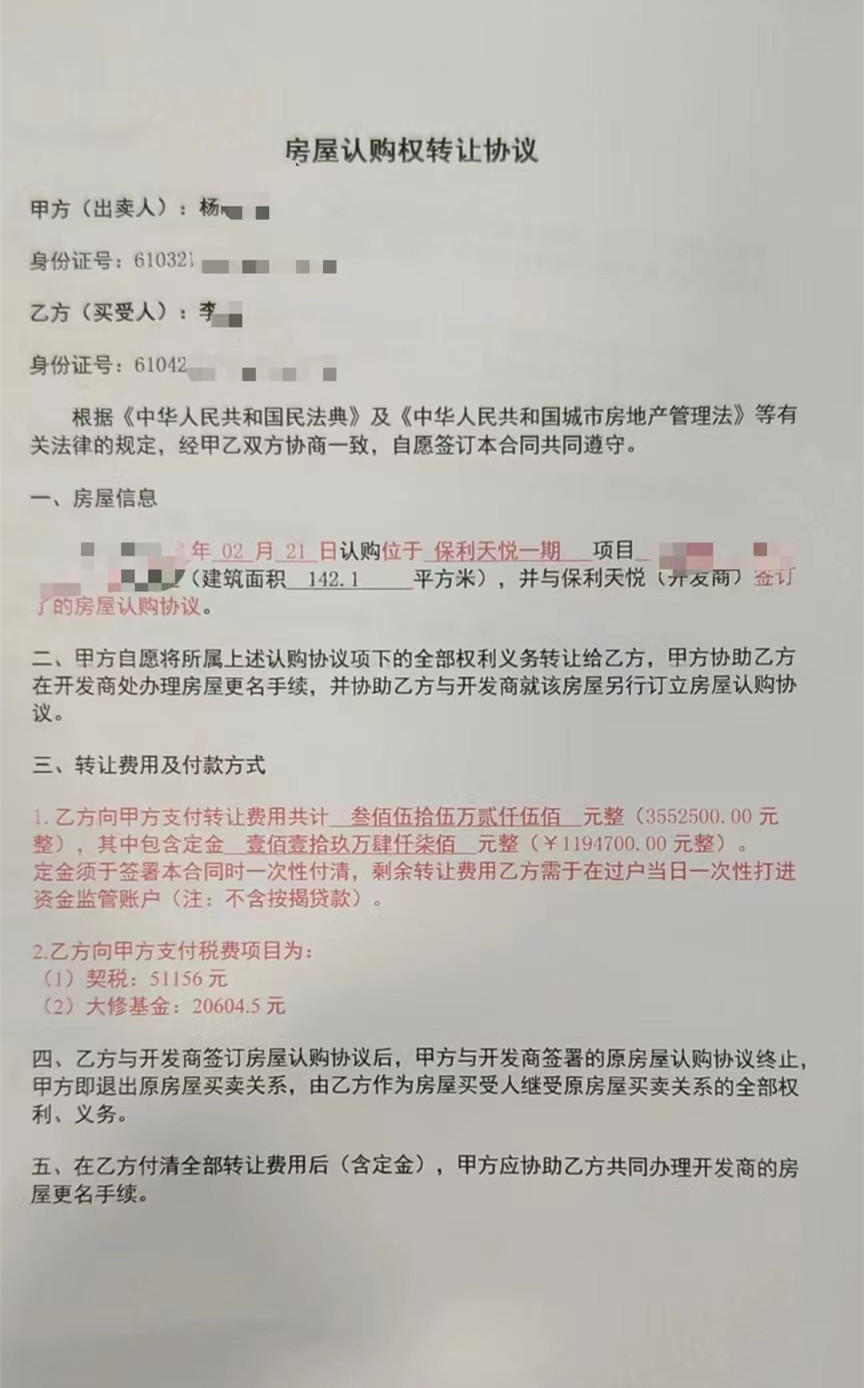 房屋认购权转让协议
甲方（出卖人）：杨
身份证号：610321
乙方（买受人）：李
身份证号：61042
根据《中华人民共和国民法典》及《中华人民共和国城市房地产管理法》等有
关法律的规定，经甲乙双方协商一致，自愿签订本合同共同遵守。
一、房屋信息
年 02 月 21 日认购位于 保利天悦一期 项目
（建筑面积 142.1 平方米），并与保利天悦（开发商）签订
了的房屋认购协议。
二、甲方自愿将所属上述认购协议项下的全部权利义务转让给乙方，甲方协助乙方
在开发商处办理房屋更名手续，并协助乙方与开发商就该房屋另行订立房屋认购协
议。
三、转让费用及付款方式
1. 乙方向甲方支付转让费用共计 叁佰伍拾伍万贰仟伍佰 元整（3552500.00 元
整），其中包含定金 壹佰壹拾玖万肆仟柒佰 元整（￥1194700.00 元整）。
定金须于签署本合同时一次性付清，剩余转让费用乙方需于在过户当日一次性打进
资金监管账户（注：不含按揭贷款）。
2.乙方向甲方支付税费项目为：
（1）契税：51156 元
（2）大修基金：20604.5 元
四、乙方与开发商签订房屋认购协议后，甲方与开发商签署的原房屋认购协议终止，
甲方即退出原房屋买卖关系，由乙方作为房屋买受人继受原房屋买卖关系的全部权
利、义务。
五、在乙方付清全部转让费用后（含定金），甲方应协助乙方共同办理开发商的房
屋更名手续。